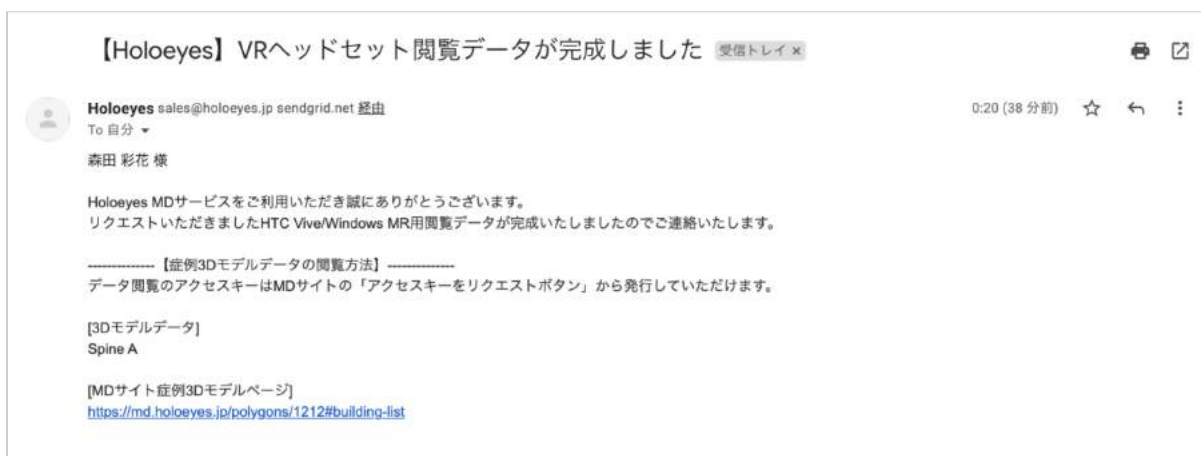 【Holoeyes】VRヘッドセット閲覧データが完成しました 受信トレイ ×
Holoeyes sales@holoeyes.jp sendgrid.net 経由
0:20 (38 分前)
To 自分
森田 彩花 様
Holoeyes MDサービスをご利用いただき誠にありがとうございます。
リクエストいただきましたHTC Vive/Windows MR用閲覧データが完成いたしましたのでご連絡いたします。
--------------【症例3Dモデルデータの閲覧方法】--------------
データ閲覧のアクセスキーはMDサイトの「アクセスキーをリクエストボタン」から発行していただけます。
[3Dモデルデータ]
Spine A
[MDサイト症例3Dモデルページ]
https://md.holoeyes.jp/polygons/1212#building-list